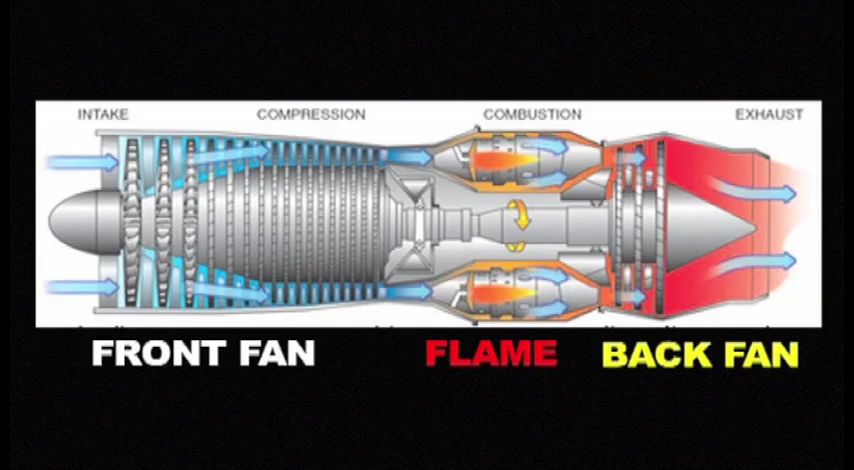 INTAKE COMPRESSION COMBUSTION EXHAUST
FRONT FAN FLAME BACK FAN